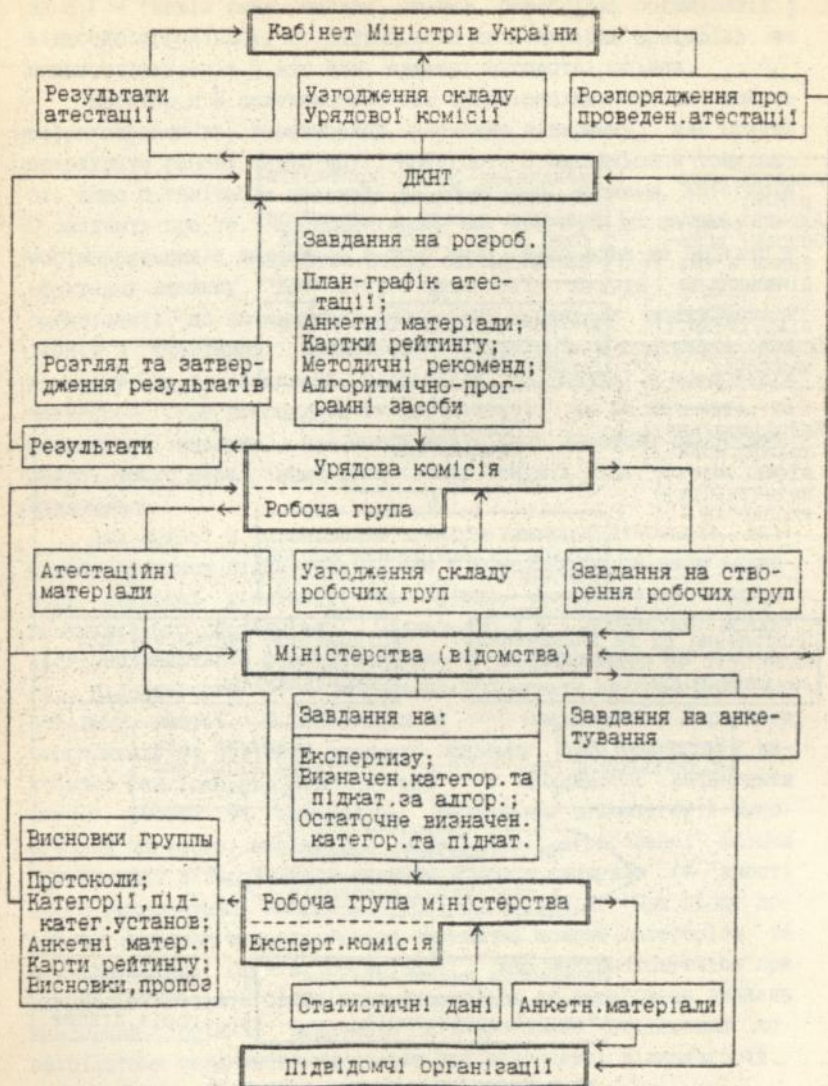 Кабінет Міністрів України
Результати
атестації
Узгодження складу
Урядової комісії
Розпорядження про
проведен.атестації
ДКНТ
Завдання на розроб.
План-графік атес-
тації;
Анкетні матеріали;
Картки рейтингу;
Методичні рекоменд;
Алгоритмічно-прог-
рамні засоби
Розгляд та затвер-
дження результатів
Результати
Урядова комісія
Робоча група
Атестаційні
матеріали
Узгодження складу
робочих груп
Завдання на ство-
рення робочих груп
Міністерства (відомства)
Завдання на:
Експертизу;
Визначен.категор.та
підкат.за алгор.;
Остаточне визначен.
категор.та підкат.
Завдання на анке-
тування
Висновки группы
Протоколи;
Категорії,під-
катег.установ;
Анкетні матер.;
Карти рейтингу;
Висновки,пропоз
Робоча група міністерства
Експерт.комісія
Статистичні дані
Анкетн.матеріали
Підвідомчі організації